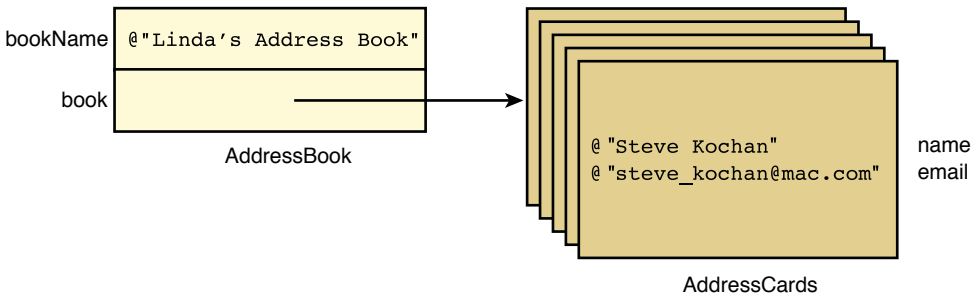 bookName @"Linda's Address Book"
book
AddressBook
@"Steve Kochan" name
@"steve_kochan@mac.com" email
AddressCards